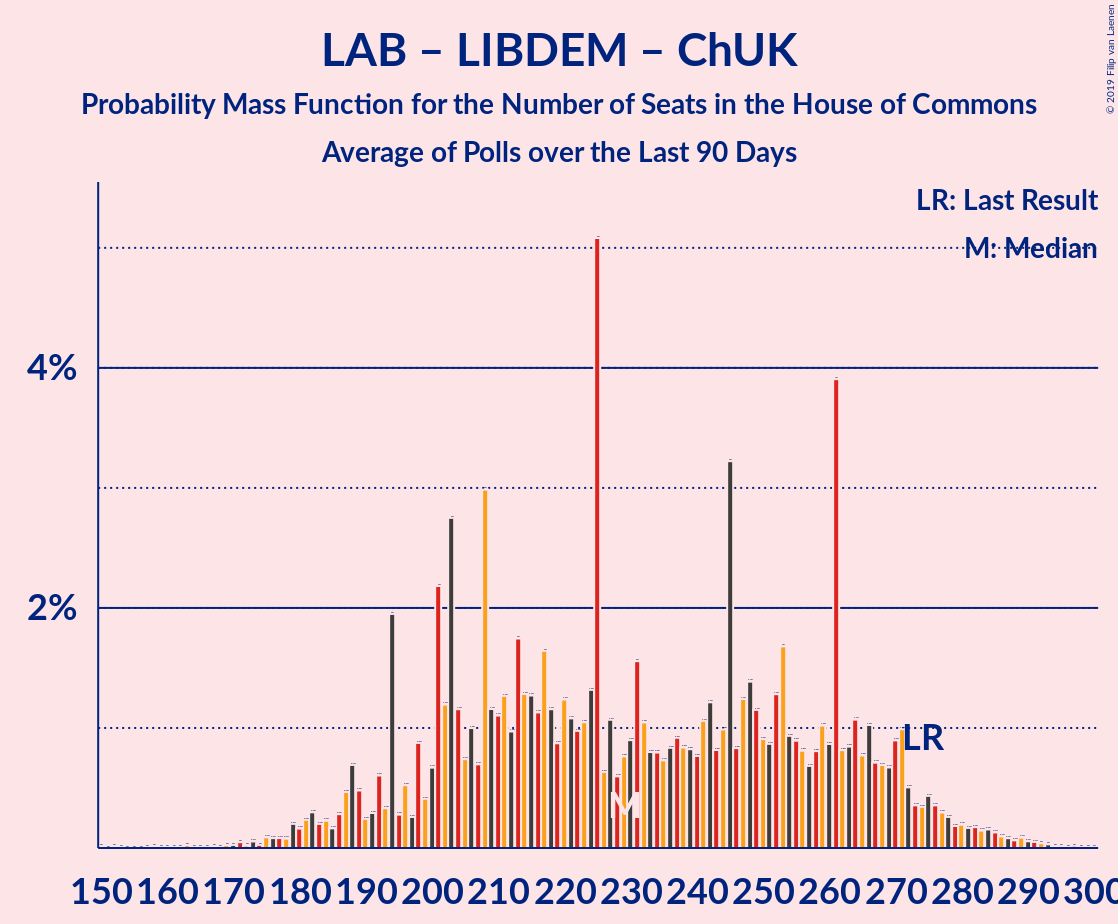 LAB – LIBDEM – ChUK
Probability Mass Function for the Number of Seats in the House of Commons
Average of Polls over the Last 90 Days
© 2019 Filip van Laenen
LR: Last Result
M: Median
4%
2%
LR
M
150 160 170 180 190 200 210 220 230 240 250 260 270 280 290 300